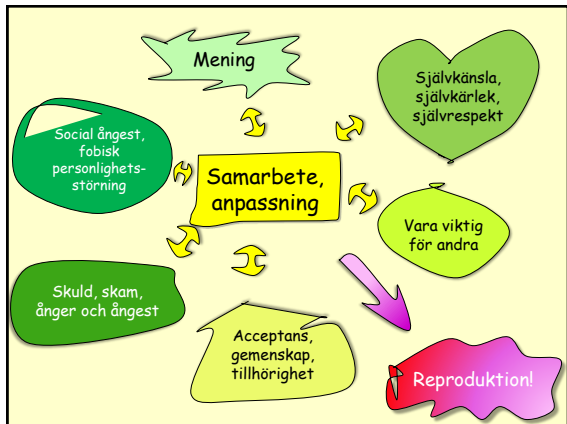 Mening
Självkänsla,
självkärlek,
självrespekt
Social ångest,
fobisk
personlighets-
störning
Samarbete,
anpassning
Vara viktig
för andra
Skuld, skam,
ånger och ångest
Acceptans,
gemenskap,
tillhörighet
Reproduktion!